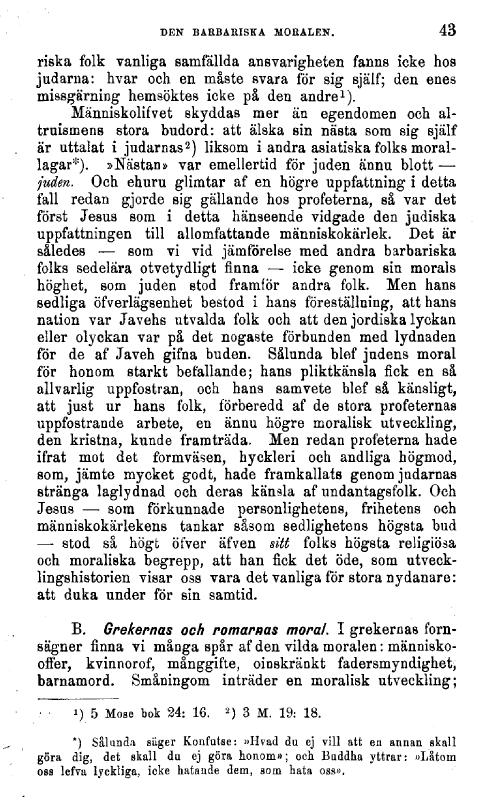 DEN BARBARISKA MORALEN. 43
riska folk vanliga samfällda ansvarigheten fanns icke hos
judarna: hvar och en måste svara för sig själf; den enes
missgärning hemsöktes icke på den andre¹).
Människolifvet skyddas mer än egendomen och al-
truismens stora budord: att älska sin nästa som sig själf
är uttalat i judarnas²) liksom i andra asiatiska folks moral-
lagar*). »Nästan» var emellertid för juden ännu blott —
juden. Och ehuru glimtar af en högre uppfattning i detta
fall redan gjorde sig gällande hos profeterna, så var det
först Jesus som i detta hänseende vidgade den judiska
uppfattningen till allomfattande människokärlek. Det är
således — som vi vid jämförelse med andra barbariska
folks sedelära otvetydligt finna — icke genom sin morals
höghet, som juden stod framför andra folk. Men hans
sedliga öfverlägsenhet bestod i hans föreställning, att hans
nation var Javehs utvalda folk och att den jordiska lyckan
eller olyckan var på det nogaste förbunden med lydnaden
för de af Javeh gifna buden. Sålunda blef judens moral
för honom starkt befallande; hans pliktkänsla fick en så
allvarlig uppfostran, och hans samvete blef så känsligt,
att just ur hans folk, förberedd af de stora profeternas
uppfostrande arbete, en ännu högre moralisk utveckling,
den kristna, kunde framträda. Men redan profeterna hade
ifrat mot det formväsen, hyckleri och andliga högmod,
som, jämte mycket godt, hade framkallats genom judarnas
stränga laglydnad och deras känsla af undantagsfolk. Och
Jesus — som förkunnade personlighetens, frihetens och
människokärlekens tankar såsom sedlighetens högsta bud
— stod så högt öfver äfven sitt folks högsta religiösa
och moraliska begrepp, att han fick det öde, som utveck-
lingshistorien visar oss vara det vanliga för stora nydanare:
att duka under för sin samtid.
B. Grekernas och romarnas moral. I grekernas forn-
sägner finna vi många spår af den vilda moralen: människo-
offer, kvinnorof, månggifte, oinskränkt fadersmyndighet,
barnamord. Småningom inträder en moralisk utveckling;
¹) 5 Mose bok 24: 16. ²) 3 M. 19: 18.
*) Sålunda säger Konfutse: »Hvad du ej vill att en annan skall
göra dig, det skall du ej göra honom»; och Buddha yttrar: »Låtom
oss lefva lyckliga, icke hatande dem, som hata oss».